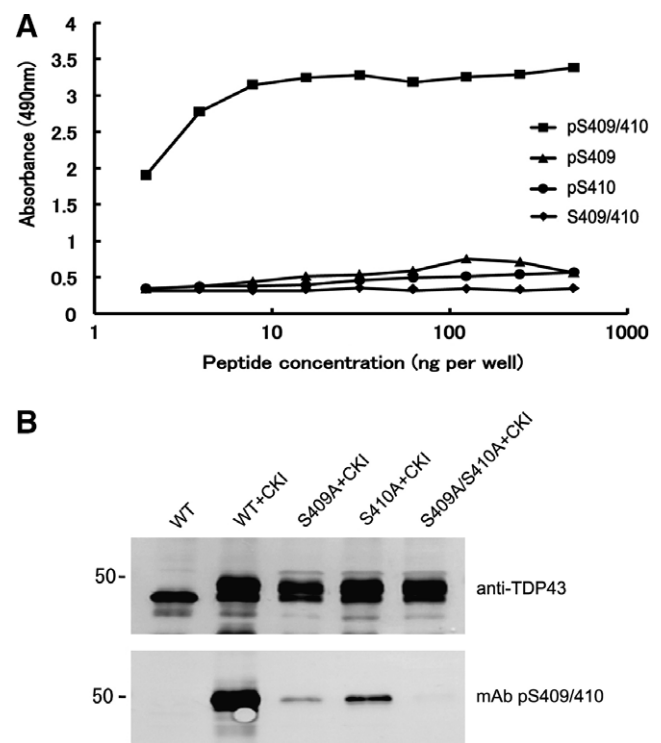 A
Absorbance (490nm)
4
3.5
3
2.5
2
1.5
1
0.5
0
1
10
100
1000
Peptide concentration (ng per well)
pS409/410
pS409
pS410
S409/410
B
WT
WT+CKI
S409A+CKI
S410A+CKI
S409A/S410A+CKI
50-
anti-TDP43
50-
mAb pS409/410